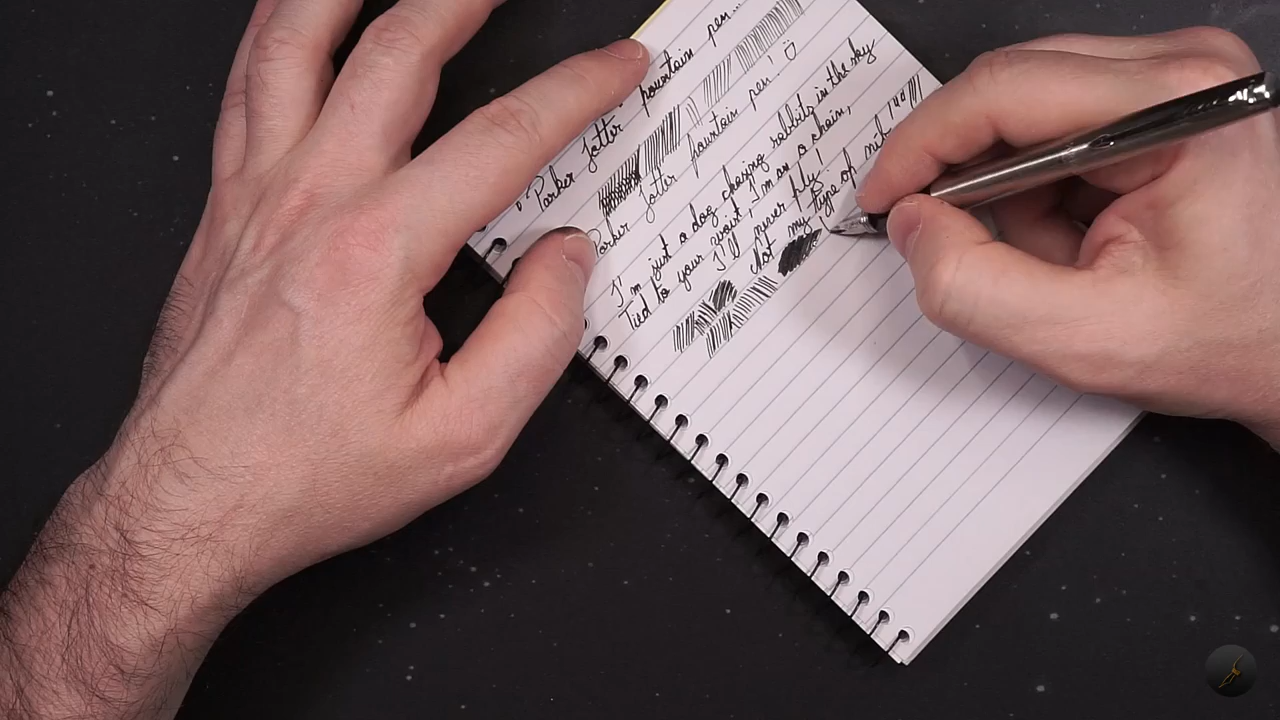 Parker Jotter fountain pen...
Parker Jotter fountain pen!
I'm just a dog chasing rabbits in the sky
Tied to your waist, I'm on a chain,
I'll never fly!
Not my type of nib!